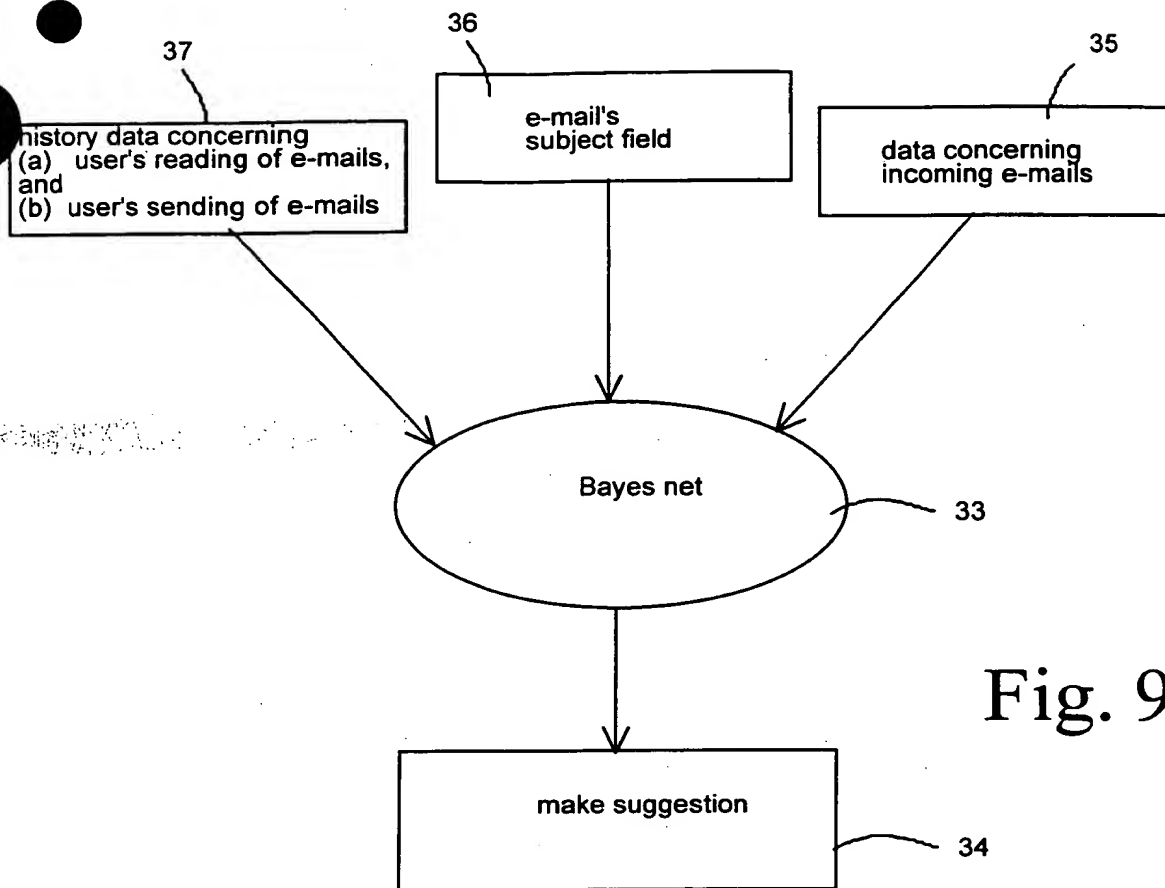 37
36
35
history data concerning
(a) user's reading of e-mails,
and
(b) user's sending of e-mails
e-mail's
subject field
data concerning
incoming e-mails
Bayes net
33
Fig. 9
make suggestion
34